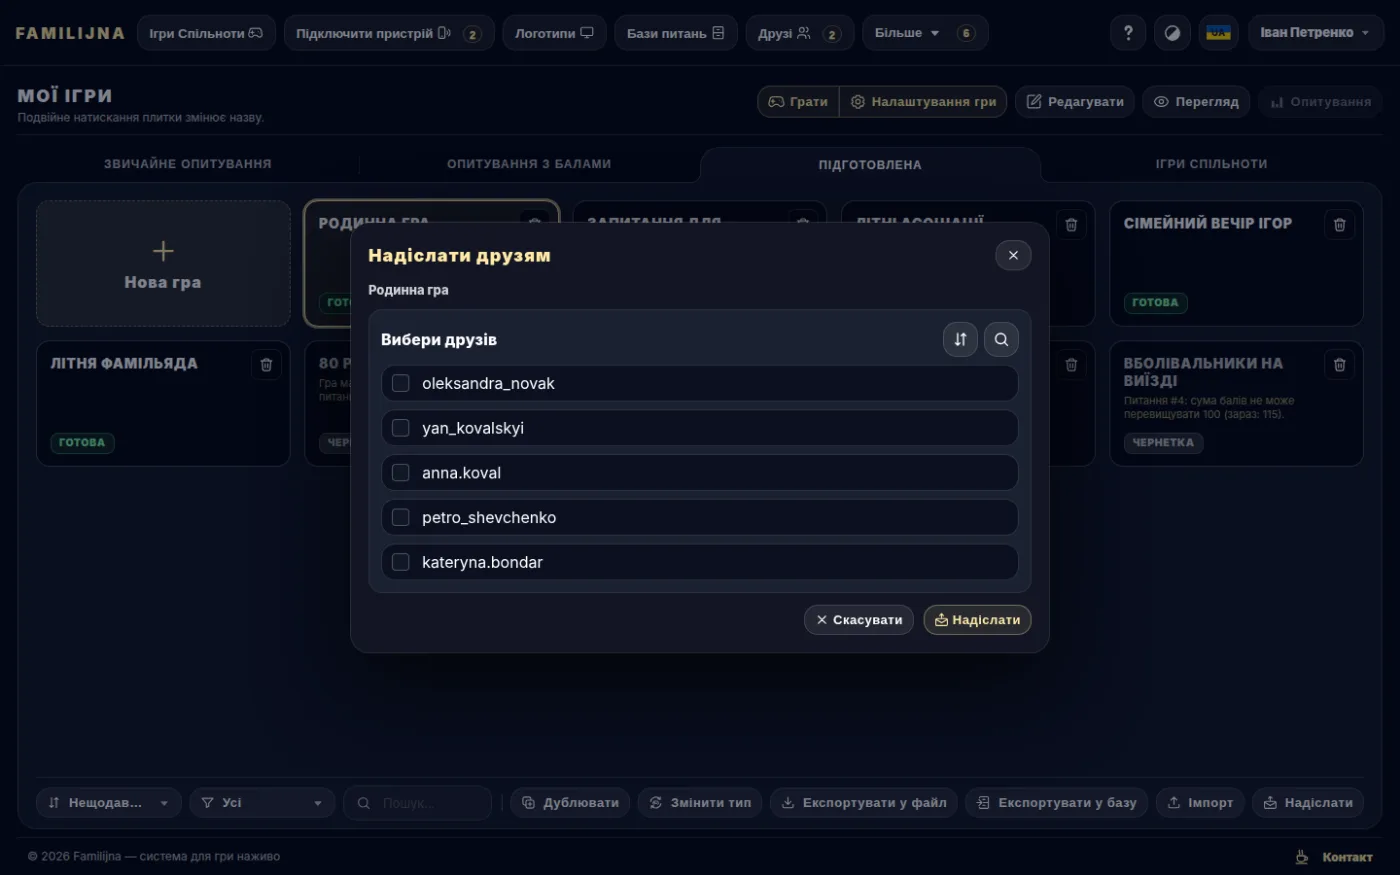 FAMILIJNA
Ігри Спільноти
Підключити пристрій 2
Логотипи
Бази питань
Друзі 2
Більше 6
?
UA
Іван Петренко
МОЇ ІГРИ
Подвійне натискання плитки змінює назву.
Грати
Налаштування гри
Редагувати
Перегляд
Опитування
ЗВИЧАЙНЕ ОПИТУВАННЯ
ОПИТУВАННЯ З БАЛАМИ
ПІДГОТОВЛЕНА
ІГРИ СПІЛЬНОТИ
Нова гра
СІМЕЙНИЙ ВЕЧІР ІГОР
ГОТОВА
Надіслати друзям
Родинна гра
Вибери друзів
oleksandra_novak
yan_kovalskyi
anna.koval
petro_shevchenko
kateryna.bondar
Скасувати
Надіслати
ЛІТНЯ ФАМІЛЬЯДА
ГОТОВА
80
ВБОЛІВАЛЬНИКИ НА
ВИЇЗДІ
Питання #4: сума балів не може
перевищувати 100 (зараз: 115).
ЧЕРНЕТКА
Нещодав...
Усі
Пошук...
Дублювати
Змінити тип
Експортувати у файл
Експортувати у базу
Імпорт
Надіслати
© 2026 Familijna — система для гри наживо
Контакт